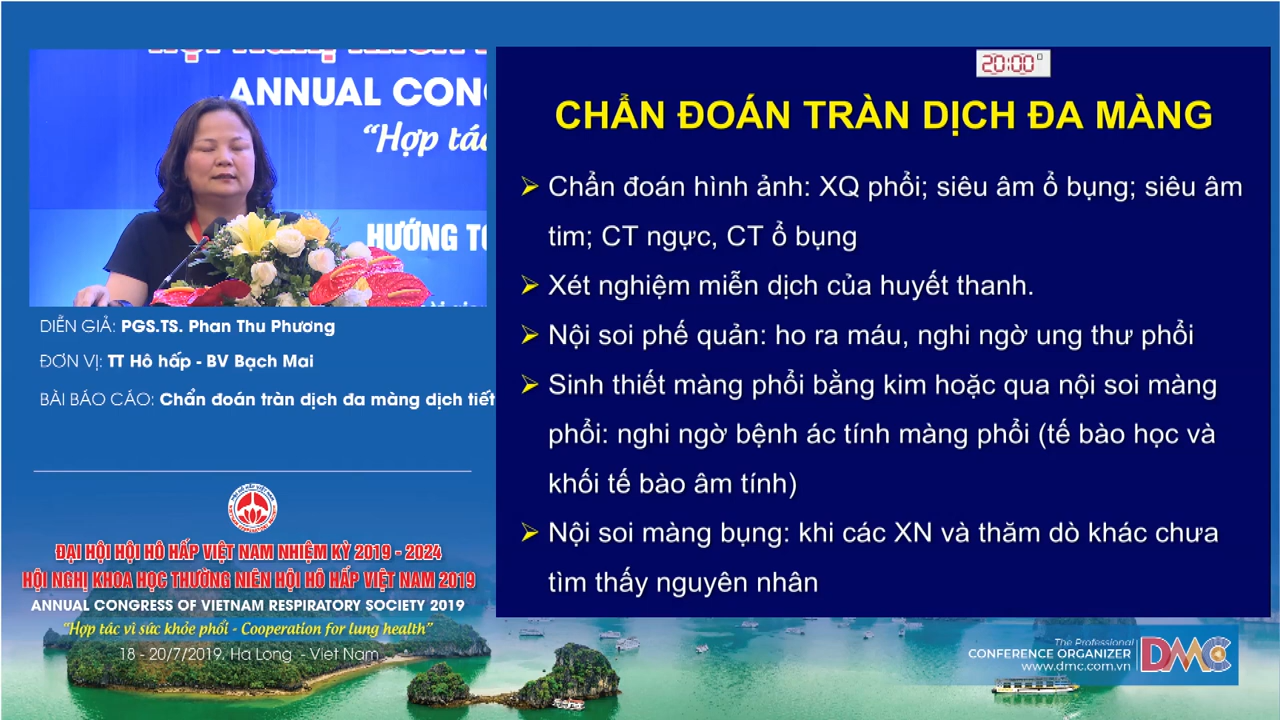 ANNUAL CON
“Hợp tác
HƯỚNG TỚ
DIỄN GIẢ: PGS.TS. Phan Thu Phương
ĐƠN VỊ: TT Hô hấp - BV Bạch Mai
BÀI BÁO CÁO: Chẩn đoán tràn dịch đa màng dịch tiết
ĐẠI HỘI HỘI HÔ HẤP VIỆT NAM NHIỆM KỲ 2019 - 2024
HỘI NGHỊ KHOA HỌC THƯỜNG NIÊN HỘI HÔ HẤP VIỆT NAM 2019
ANNUAL CONGRESS OF VIETNAM RESPIRATORY SOCIETY 2019
“Hợp tác vì sức khỏe phổi - Cooperation for lung health”
18 - 20/7/2019. Ha Long - Viet Nam
20:00
CHẨN ĐOÁN TRÀN DỊCH ĐA MÀNG
➢ Chẩn đoán hình ảnh: XQ phổi; siêu âm ổ bụng; siêu âm
tim; CT ngực, CT ổ bụng
➢ Xét nghiệm miễn dịch của huyết thanh.
➢ Nội soi phế quản: ho ra máu, nghi ngờ ung thư phổi
➢ Sinh thiết màng phổi bằng kim hoặc qua nội soi màng
phổi: nghi ngờ bệnh ác tính màng phổi (tế bào học và
khối tế bào âm tính)
➢ Nội soi màng bụng: khi các XN và thăm dò khác chưa
tìm thấy nguyên nhân
The Professional
CONFERENCE ORGANIZER
www.dmc.com.vn
DMC